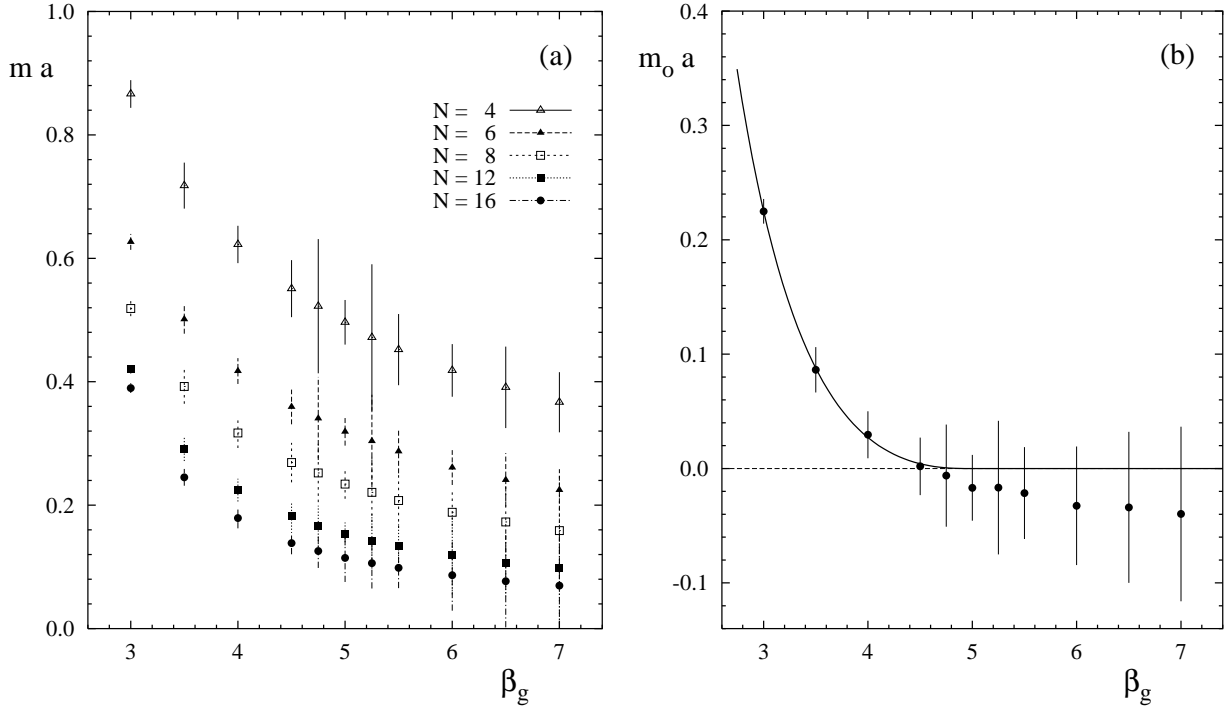 (a)
m a
1.0
0.8
0.6
0.4
0.2
0.0
3 4 5 6 7
β_g
N = 4
N = 6
N = 8
N = 12
N = 16
(b)
m_o a
0.4
0.3
0.2
0.1
0.0
-0.1
3 4 5 6 7
β_g